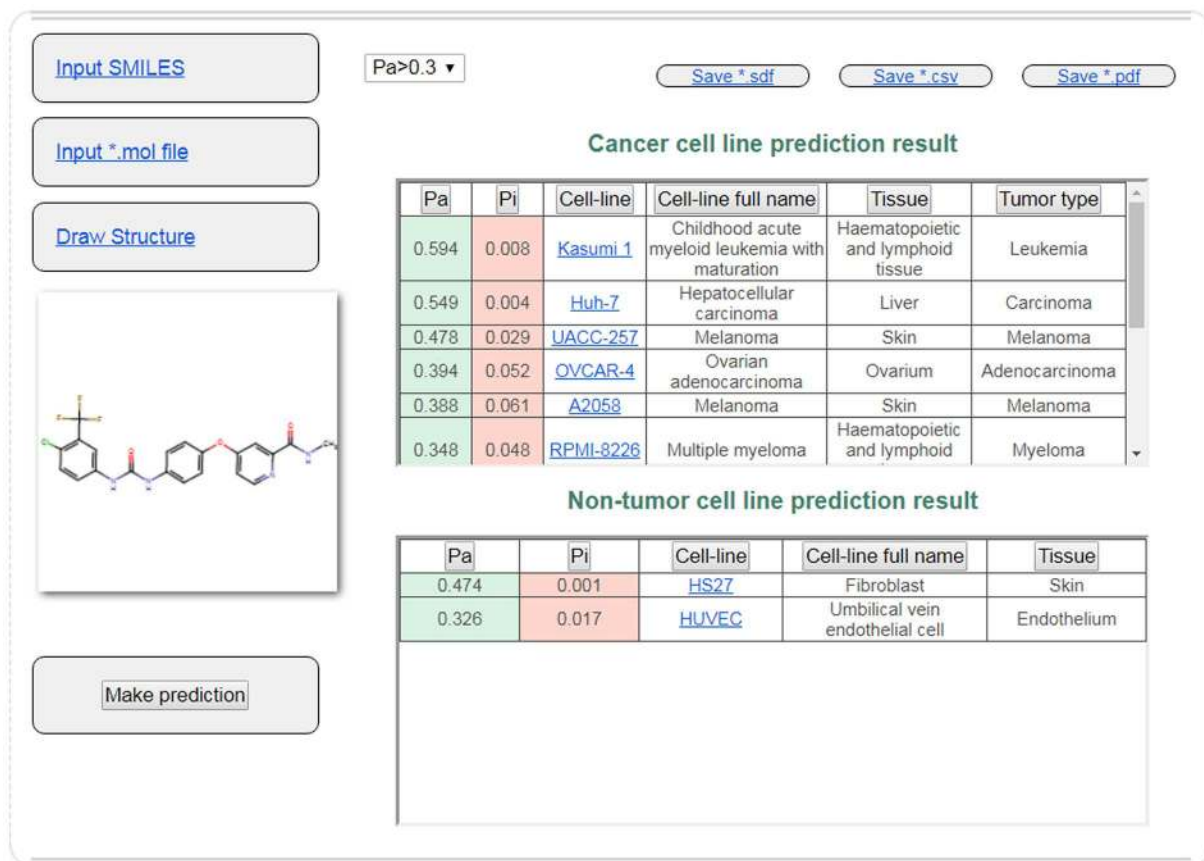 Input SMILES
Input *.mol file
Draw Structure
Make prediction
Pa>0.3 ▾
Save *.sdf Save *.csv Save *.pdf
Cancer cell line prediction result
Pa Pi Cell-line Cell-line full name Tissue Tumor type
0.594 0.008 Kasumi 1 Childhood acute myeloid leukemia with maturation Haematopoietic and lymphoid tissue Leukemia
0.549 0.004 Huh-7 Hepatocellular carcinoma Liver Carcinoma
0.478 0.029 UACC-257 Melanoma Skin Melanoma
0.394 0.052 OVCAR-4 Ovarian adenocarcinoma Ovarium Adenocarcinoma
0.388 0.061 A2058 Melanoma Skin Melanoma
0.348 0.048 RPMI-8226 Multiple myeloma Haematopoietic and lymphoid Myeloma
Non-tumor cell line prediction result
Pa Pi Cell-line Cell-line full name Tissue
0.474 0.001 HS27 Fibroblast Skin
0.326 0.017 HUVEC Umbilical vein endothelial cell Endothelium